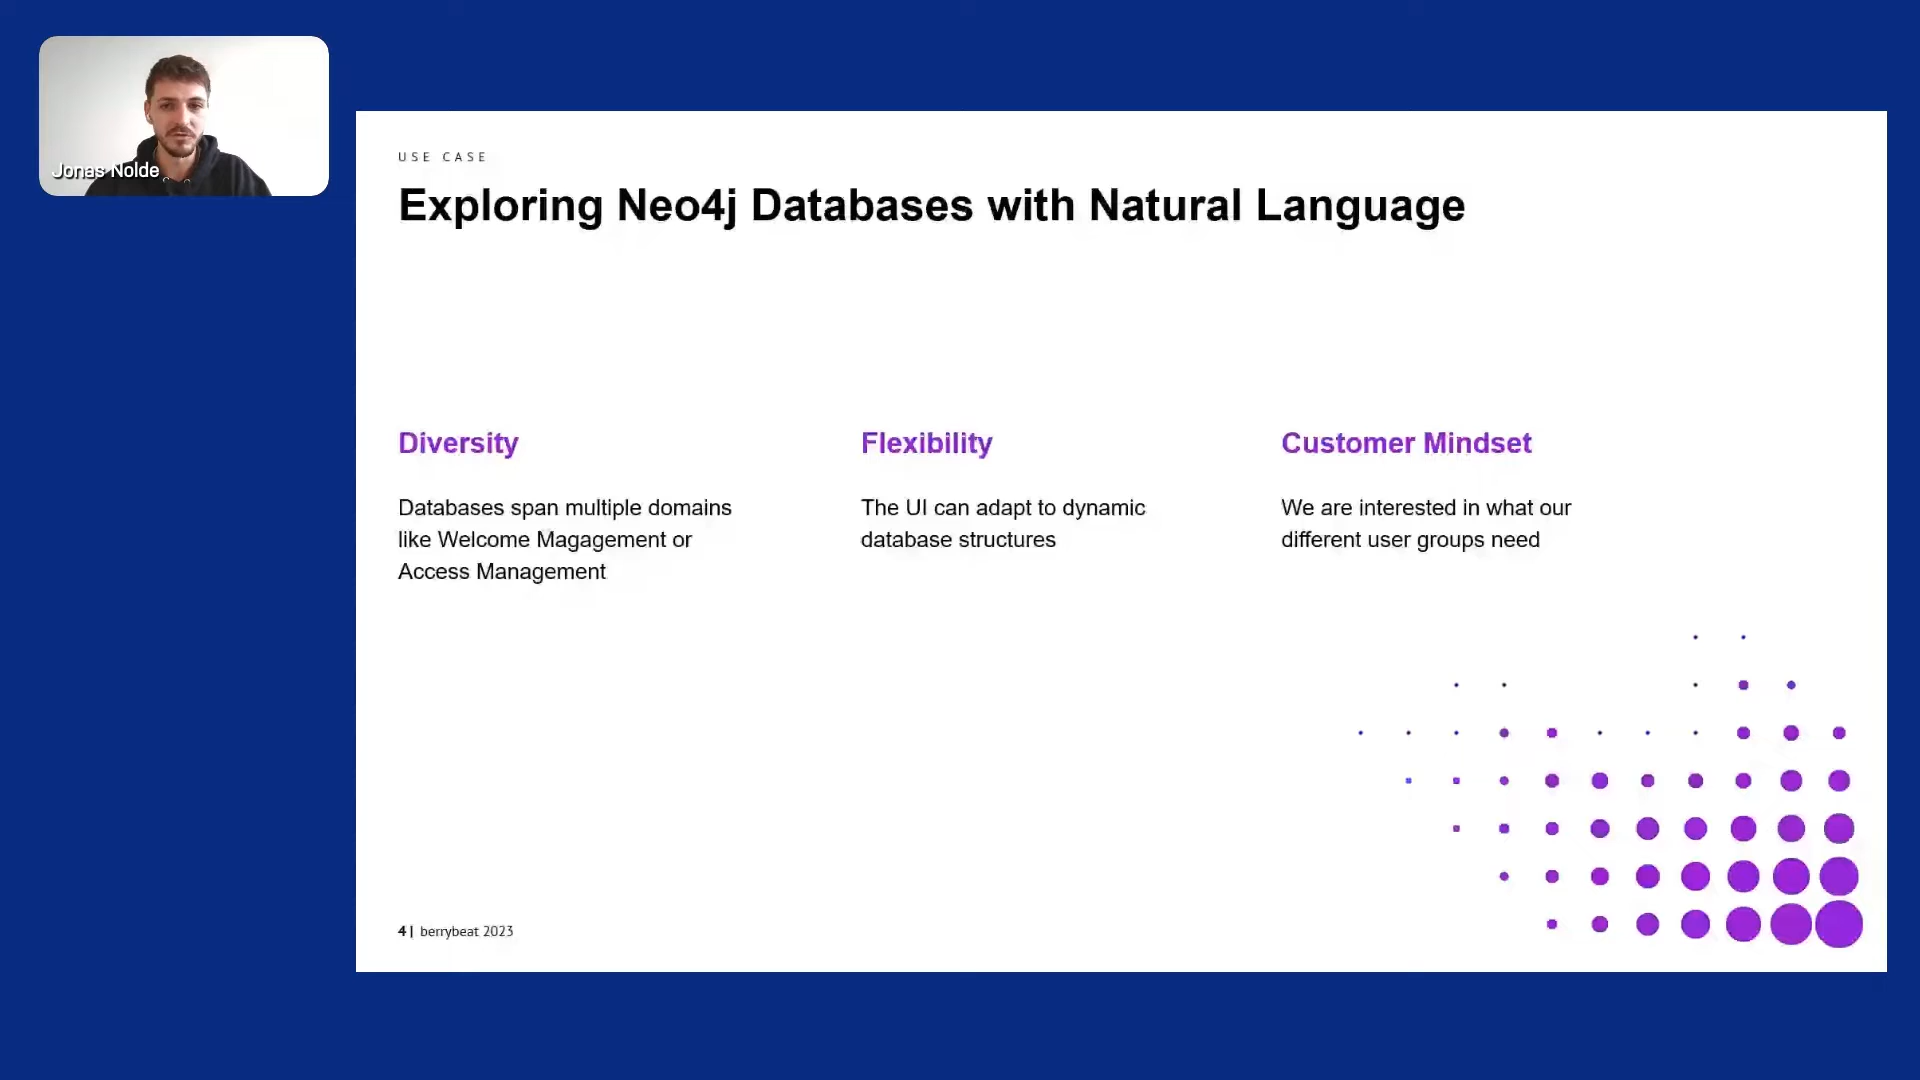 Jonas Nolde
USE CASE
Exploring Neo4j Databases with Natural Language
Diversity
Databases span multiple domains
like Welcome Magagement or
Access Management
Flexibility
The UI can adapt to dynamic
database structures
Customer Mindset
We are interested in what our
different user groups need
4 | berrybeat 2023